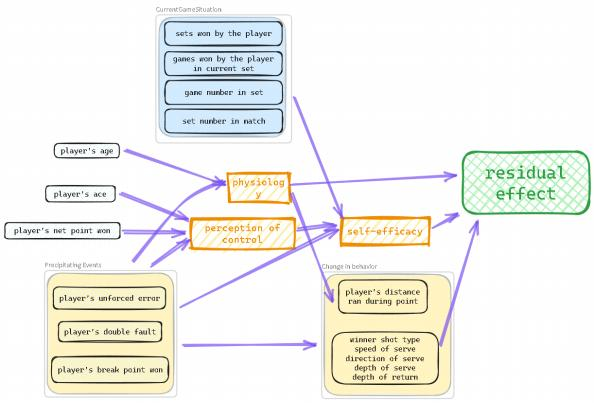 CurrentGameSituation
sets won by the player
games won by the player
in current set
game number in set
set number in match
player's age
player's ace
player's net point won
physiolog
y
perception of
control
self-efficacy
residual
effect
Precipitating Events
player's unforced error
player's double fault
player's break point won
Change in behavior
player's distance
ran during point
winner shot type
speed of serve
direction of serve
depth of serve
depth of return